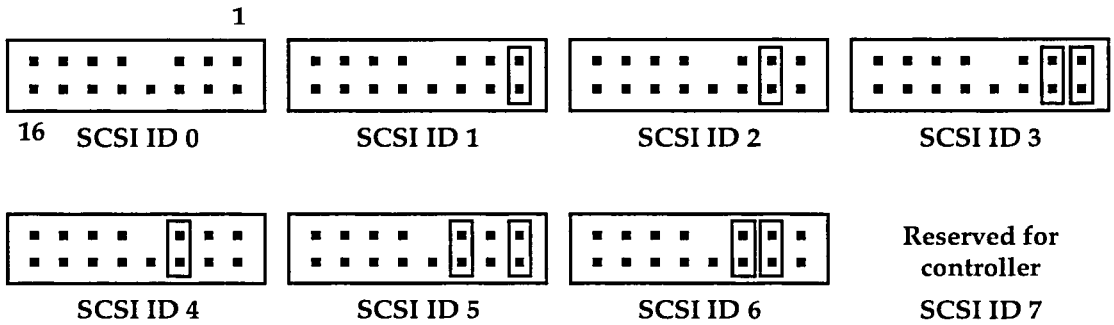 1
16
SCSI ID 0
SCSI ID 1
SCSI ID 2
SCSI ID 3
SCSI ID 4
SCSI ID 5
SCSI ID 6
Reserved for
controller
SCSI ID 7